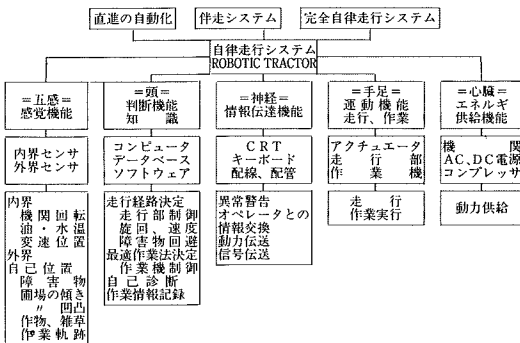 直進の自動化
伴走システム
完全自律走行システム
自律走行システム
ROBOTIC TRACTOR
=五感=
感覚機能
=頭=
判断機能
知識
=神経=
情報伝達機能
=手足=
運動機能
走行、作業
=心臓=
エネルギ
供給機能
内界センサ
外界センサ
コンピュータ
データベース
ソフトウェア
CRT
キーボード
配線、配管
アクチュエータ
走行部
作業機
機関
AC、DC電源
コンプレッサ
内界
機関回転
油・水温
変速位置
外界
自己位置
障害物
圃場の傾き
〃 凹凸
作物、雑草
作業軌跡
走行経路決定
走行部制御
旋回、速度
障害物回避
最適作業法決定
作業機制御
自己診断
作業情報記録
異常警告
オペレータとの
情報交換
動力伝送
信号伝送
走行
作業実行
動力供給